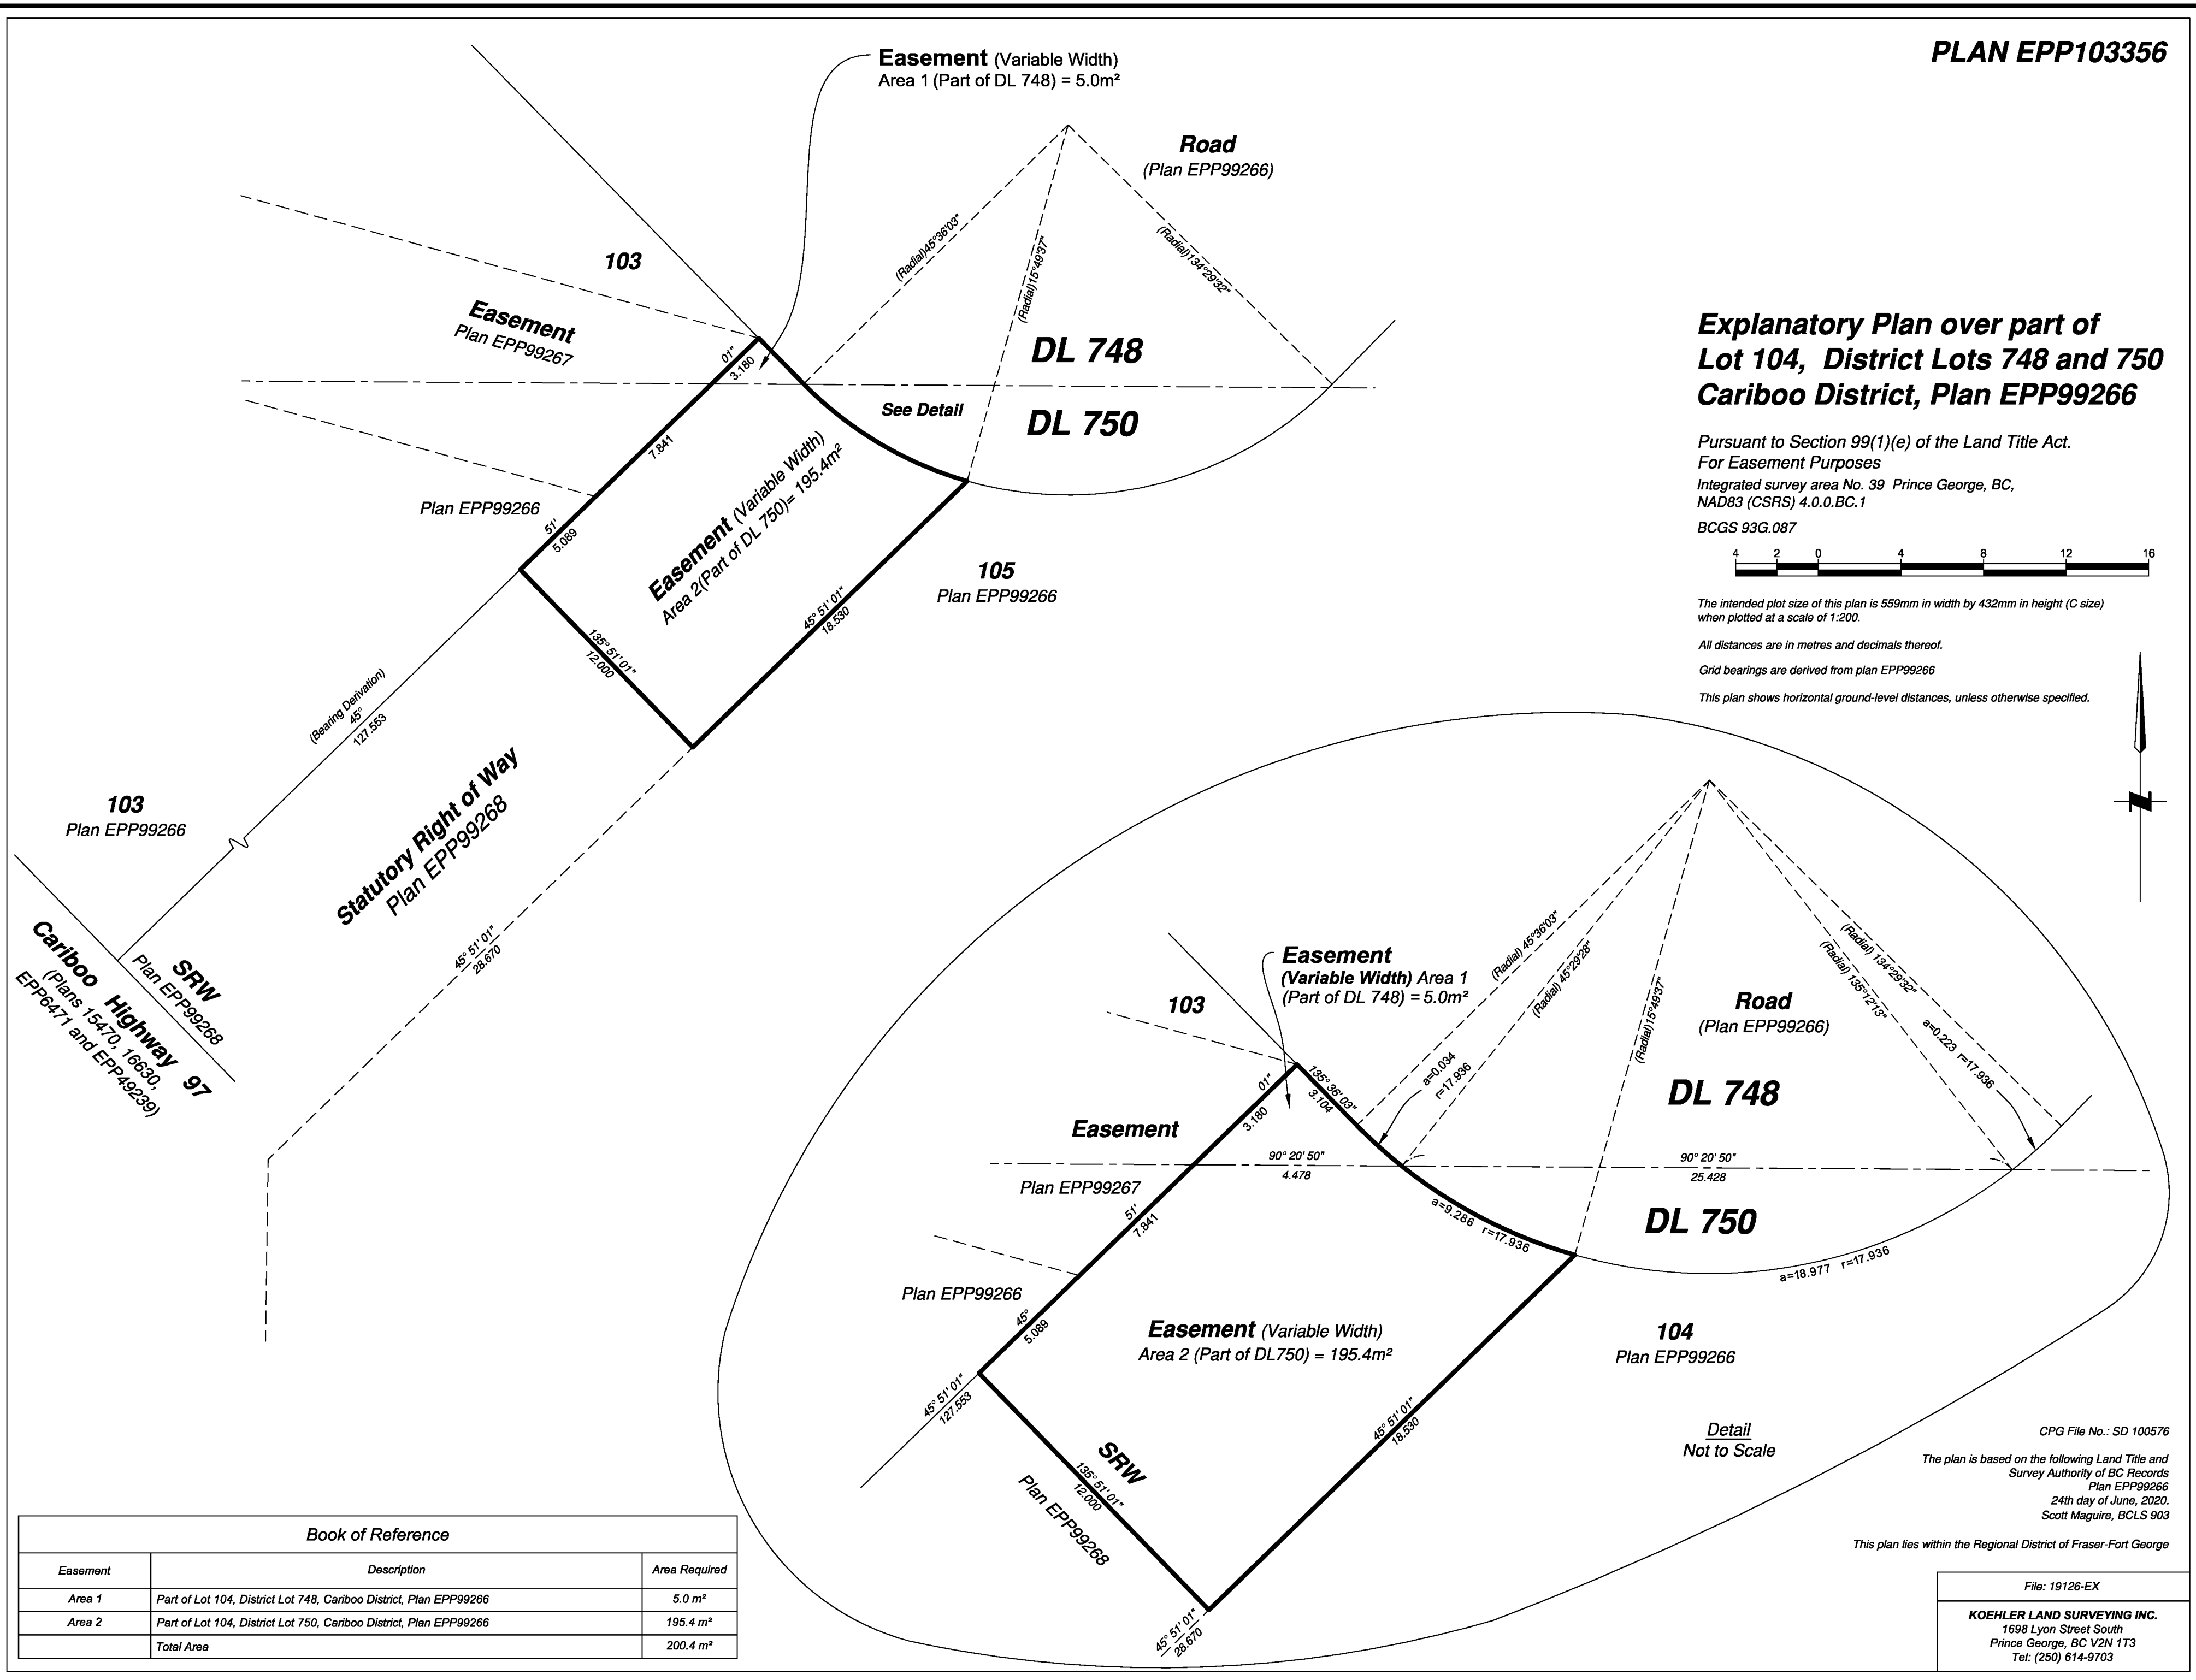 PLAN EPP103356
Easement (Variable Width)
Area 1 (Part of DL 748) = 5.0m²
Road
(Plan EPP99266)
(Radial)45°36'03"
(Radial)15°49'37"
(Radial)134°29'32"
103
Easement
Plan EPP99267
01"
3.180
DL 748
See Detail
DL 750
7.841
Plan EPP99266
51'
5.089
Easement (Variable Width)
Area 2(Part of DL 750)= 195.4m²
105
Plan EPP99266
45° 51' 01"
18.530
135° 51' 01"
12.000
(Bearing Derivation)
45°
127.553
103
Plan EPP99266
Statutory Right of Way
Plan EPP99268
45° 51' 01"
28.670
SRW
Plan EPP99268
Cariboo Highway 97
(Plans 15470, 16630,
EPP6471 and EPP49239)
Explanatory Plan over part of
Lot 104, District Lots 748 and 750
Cariboo District, Plan EPP99266
Pursuant to Section 99(1)(e) of the Land Title Act.
For Easement Purposes
Integrated survey area No. 39 Prince George, BC,
NAD83 (CSRS) 4.0.0.BC.1
BCGS 93G.087
4 2 0 4 8 12 16
The intended plot size of this plan is 559mm in width by 432mm in height (C size)
when plotted at a scale of 1:200.
All distances are in metres and decimals thereof.
Grid bearings are derived from plan EPP99266
This plan shows horizontal ground-level distances, unless otherwise specified.
Easement
(Variable Width) Area 1
(Part of DL 748) = 5.0m²
103
(Radial) 45°36'03"
(Radial) 45°29'28"
(Radial)15°49'37"
(Radial) 134°29'32"
(Radial) 135°12'13"
Road
(Plan EPP99266)
a=0.034
r=17.936
a=0.223 r=17.936
135° 36' 03"
3.104
01"
3.180
DL 748
Easement
90° 20' 50"
4.478
90° 20' 50"
25.428
Plan EPP99267
51'
7.841
a=9.286 r=17.936
DL 750
a=18.977 r=17.936
Plan EPP99266
45°
5.089
Easement (Variable Width)
Area 2 (Part of DL750) = 195.4m²
104
Plan EPP99266
45° 51' 01"
127.553
45° 51' 01"
18.530
SRW
135° 51' 01"
12.000
Plan EPP99268
45° 51' 01"
28.670
Detail
Not to Scale
CPG File No.: SD 100576
The plan is based on the following Land Title and
Survey Authority of BC Records
Plan EPP99266
24th day of June, 2020.
Scott Maguire, BCLS 903
This plan lies within the Regional District of Fraser-Fort George
File: 19126-EX
KOEHLER LAND SURVEYING INC.
1698 Lyon Street South
Prince George, BC V2N 1T3
Tel: (250) 614-9703
Book of Reference
Easement Description Area Required
Area 1 Part of Lot 104, District Lot 748, Cariboo District, Plan EPP99266 5.0 m²
Area 2 Part of Lot 104, District Lot 750, Cariboo District, Plan EPP99266 195.4 m²
Total Area 200.4 m²